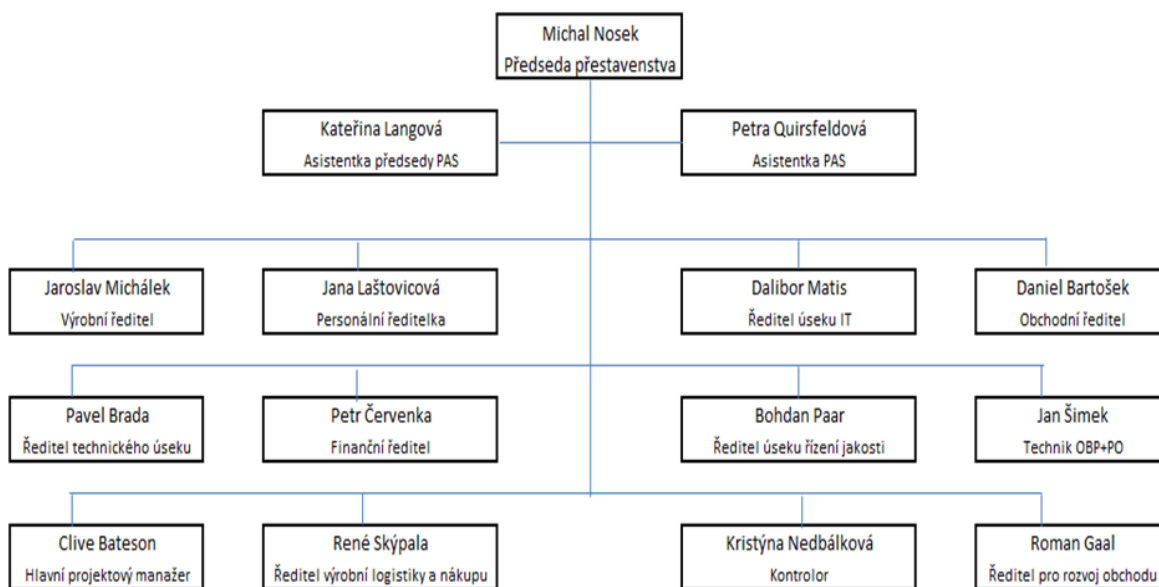 Michal Nosek
Předseda přestavenstva
Kateřina Langová
Asistentka předsedy PAS
Petra Quirsfeldová
Asistentka PAS
Jaroslav Michálek
Výrobní ředitel
Jana Laštovicová
Personální ředitelka
Dalibor Matis
Ředitel úseku IT
Daniel Bartošek
Obchodní ředitel
Pavel Brada
Ředitel technického úseku
Petr Červenka
Finanční ředitel
Bohdan Paar
Ředitel úseku řízení jakosti
Jan Šimek
Technik OBP+PO
Clive Bateson
Hlavní projektový manažer
René Skýpala
Ředitel výrobní logistiky a nákupu
Kristýna Nedbálková
Kontrolor
Roman Gaal
Ředitel pro rozvoj obchodu